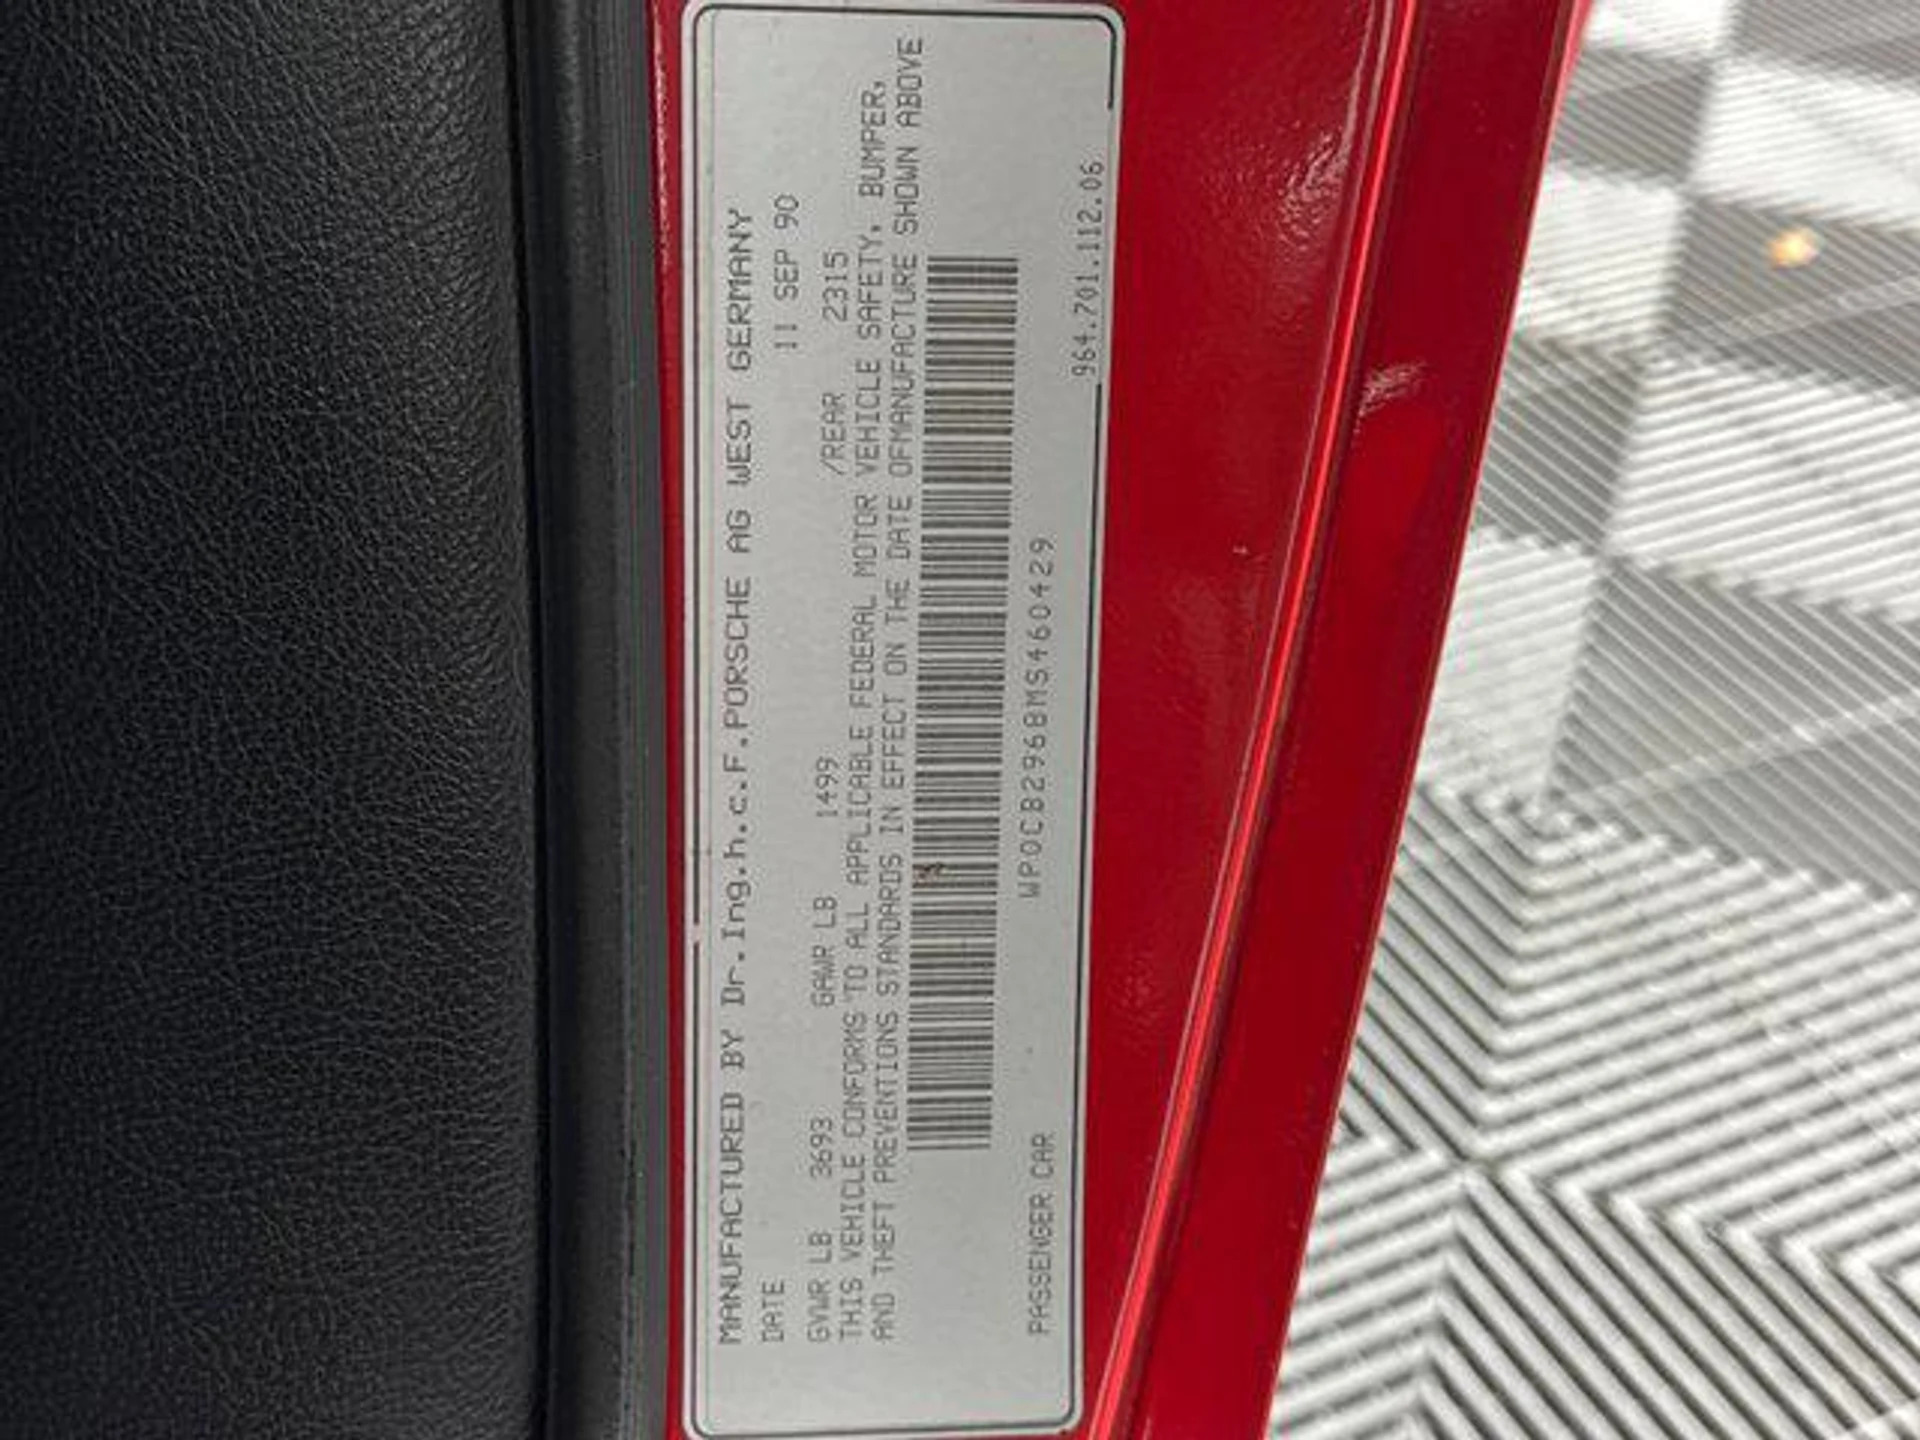 MANUFACTURED BY Dr.Ing.h.c.F.PORSCHE AG WEST GERMANY
DATE 11 SEP 90
GVWR LB 3693 GAWR LB 1499 /REAR 2315
THIS VEHICLE CONFORMS TO ALL APPLICABLE FEDERAL MOTOR VEHICLE SAFETY, BUMPER,
AND THEFT PREVENTIONS STANDARDS IN EFFECT ON THE DATE OFMANUFACTURE SHOWN ABOVE
WP0CB296BMS460429
PASSENGER CAR
964.701.112.06